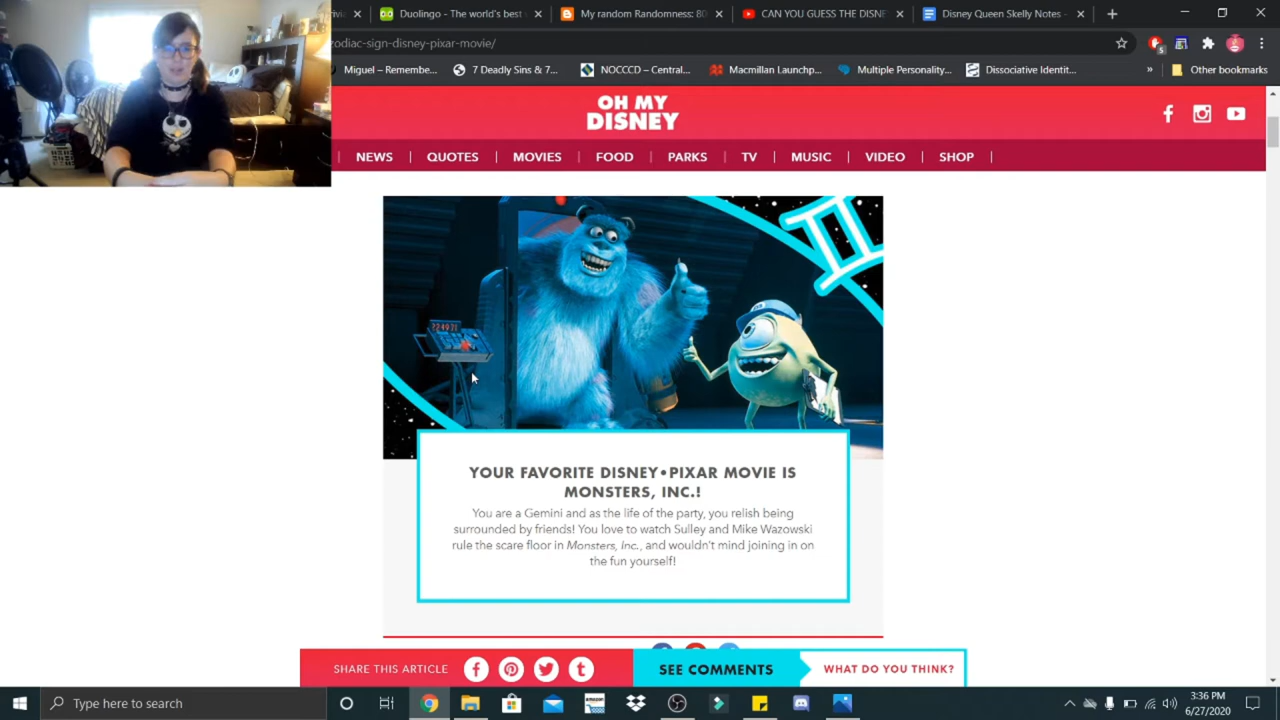 ivia
Duolingo - The world's best
My random Randomness: 80
CAN YOU GUESS THE DISNE
Disney Queen Skelly Notes -
zodiac-sign-disney-pixar-movie/
Miguel – Remembe...
7 Deadly Sins & 7...
NOCCCD – Central...
Macmillan Launchp...
Multiple Personality...
Dissociative Identit...
Other bookmarks
OH MY
DISNEY
NEWS | QUOTES | MOVIES | FOOD | PARKS | TV | MUSIC | VIDEO | SHOP
YOUR FAVORITE DISNEY•PIXAR MOVIE IS
MONSTERS, INC.!
You are a Gemini and as the life of the party, you relish being
surrounded by friends! You love to watch Sulley and Mike Wazowski
rule the scare floor in Monsters, Inc., and wouldn't mind joining in on
the fun yourself!
SHARE THIS ARTICLE
SEE COMMENTS
WHAT DO YOU THINK?
Type here to search
3:36 PM
6/27/2020